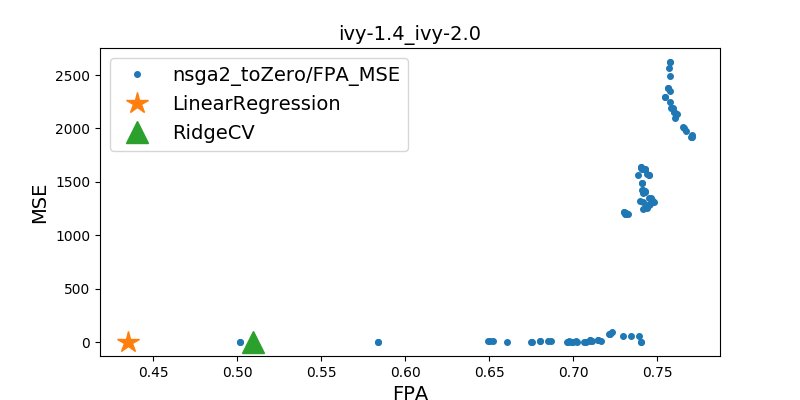 ivy-1.4_ivy-2.0
nsga2_toZero/FPA_MSE
LinearRegression
RidgeCV
MSE
2500
2000
1500
1000
500
0
0.45 0.50 0.55 0.60 0.65 0.70 0.75
FPA